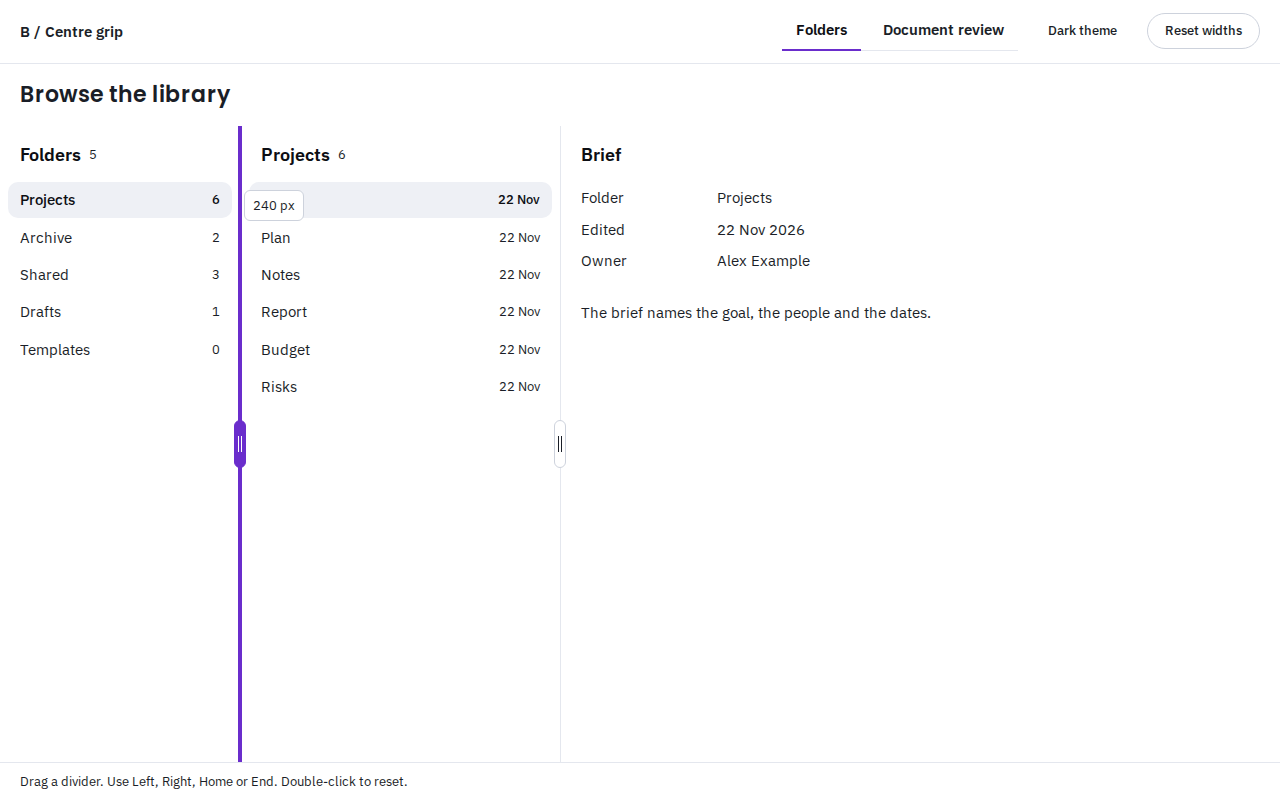 B / Centre grip
Folders Document review Dark theme Reset widths
Browse the library
Folders 5
Projects 6
Archive 2
Shared 3
Drafts 1
Templates 0
Projects 6
240 px
22 Nov
Plan 22 Nov
Notes 22 Nov
Report 22 Nov
Budget 22 Nov
Risks 22 Nov
Brief
Folder Projects
Edited 22 Nov 2026
Owner Alex Example
The brief names the goal, the people and the dates.
Drag a divider. Use Left, Right, Home or End. Double-click to reset.